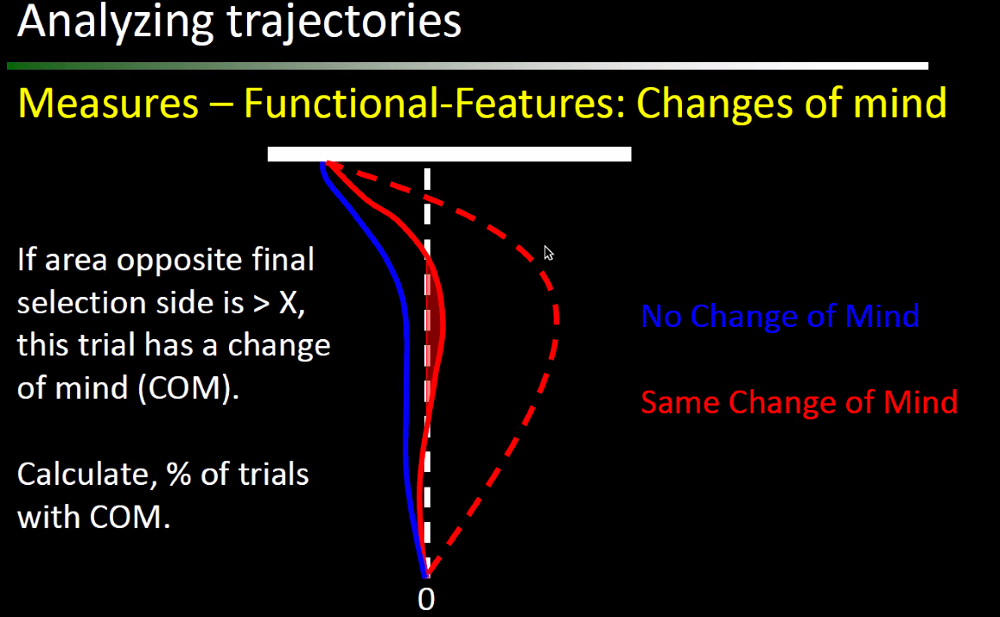 Analyzing trajectories
Measures – Functional-Features: Changes of mind
If area opposite final
selection side is > X,
this trial has a change
of mind (COM).
No Change of Mind
Same Change of Mind
Calculate, % of trials
with COM.
0